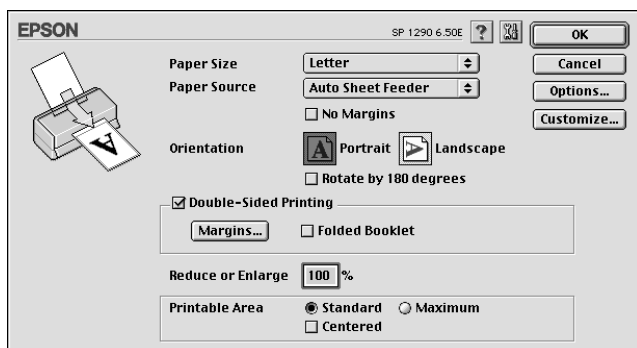 EPSON
SP 1290 6.50E
?
OK
Paper Size
Letter
Cancel
Paper Source
Auto Sheet Feeder
Options...
No Margins
Customize...
Orientation
A
Portrait
A
Landscape
Rotate by 180 degrees
A
Double-Sided Printing
Margins...
Folded Booklet
Reduce or Enlarge
100
%
Printable Area
Standard
Maximum
Centered